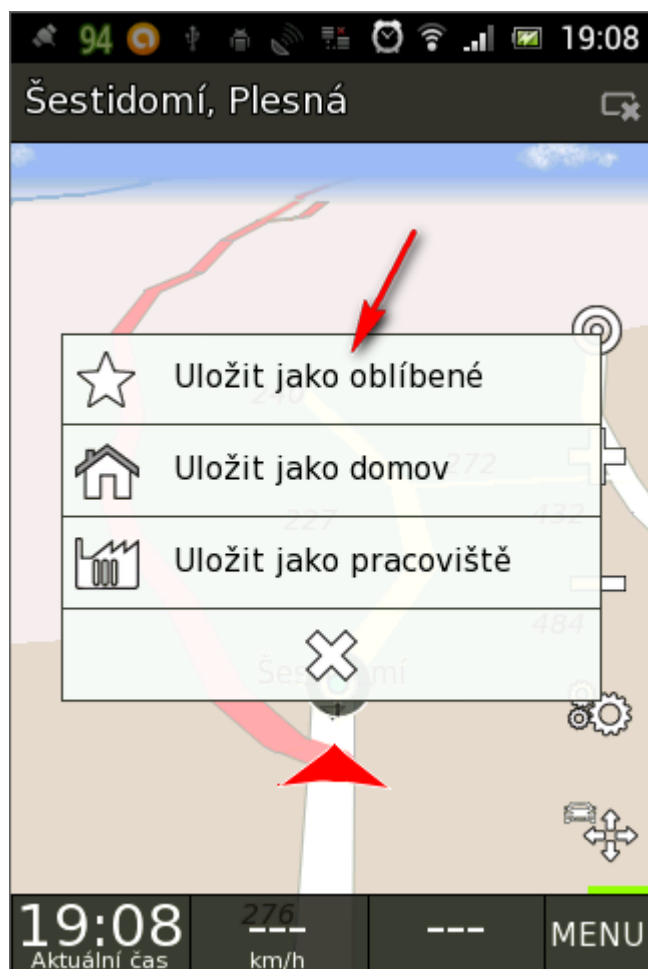 94 19:08
Šestidomí, Plesná
Uložit jako oblíbené
240
Uložit jako domov
272
227
432
Uložit jako pracoviště
484
Šestidomí
276
19:08 --- --- MENU
Aktuální čas km/h